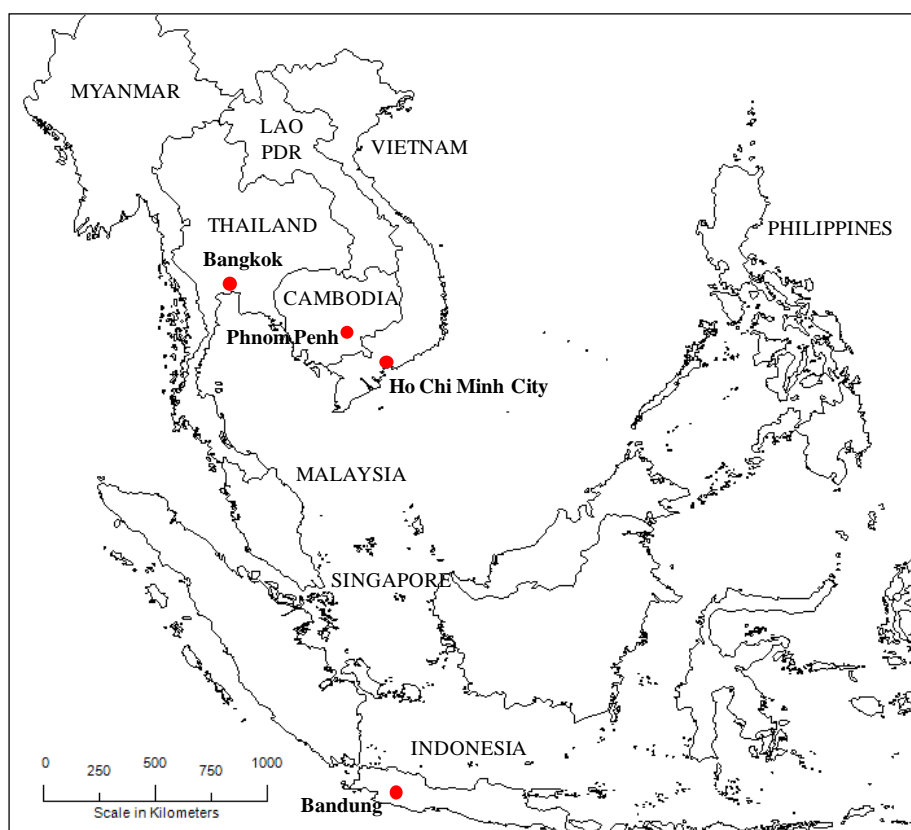 MYANMAR
LAO
PDR
VIETNAM
THAILAND
PHILIPPINES
Bangkok
CAMBODIA
Phnom Penh
Ho Chi Minh City
MALAYSIA
SINGAPORE
INDONESIA
0 250 500 750 1000
Scale in Kilometers
Bandung